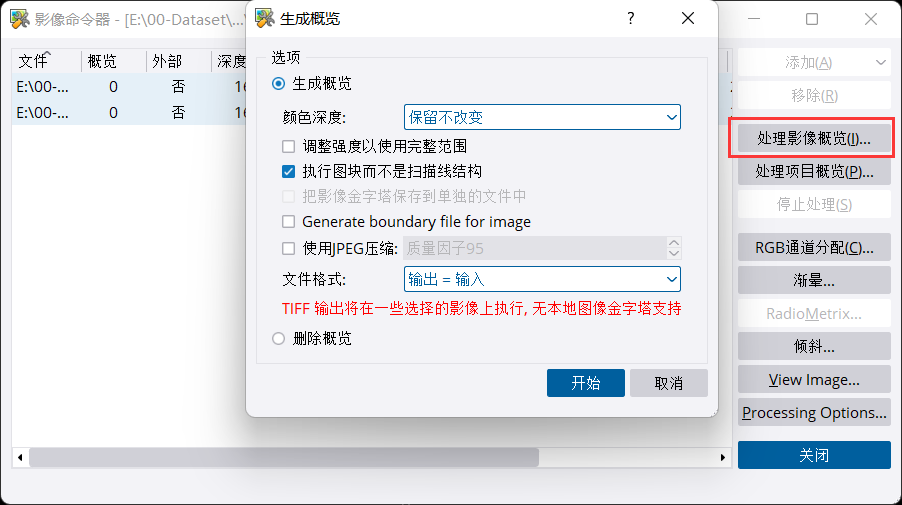 影像命令器 - [E:\00-Dataset\...\
文件
概览
外部
深度
E:\00-...
0
否
16
E:\00-...
0
否
16
生成概览
?
选项
生成概览
颜色深度:
保留不改变
调整强度以使用完整范围
执行图块而不是扫描线结构
把影像金字塔保存到单独的文件中
Generate boundary file for image
使用JPEG压缩:
质量因子95
文件格式:
输出 = 输入
TIFF 输出将在一些选择的影像上执行, 无本地图像金字塔支持
删除概览
开始
取消
添加(A)
移除(R)
处理影像概览(I)...
处理项目概览(P)...
停止处理(S)
RGB通道分配(C)...
渐晕...
RadioMetrix...
倾斜...
View Image...
Processing Options...
关闭